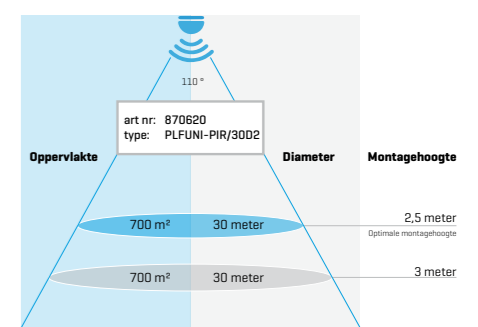 110 °
art nr: 870620
type: PLFUNI-PIR/30D2
Oppervlakte Diameter Montagehoogte
700 m² 30 meter 2,5 meter
Optimale montagehoogte
700 m² 30 meter 3 meter